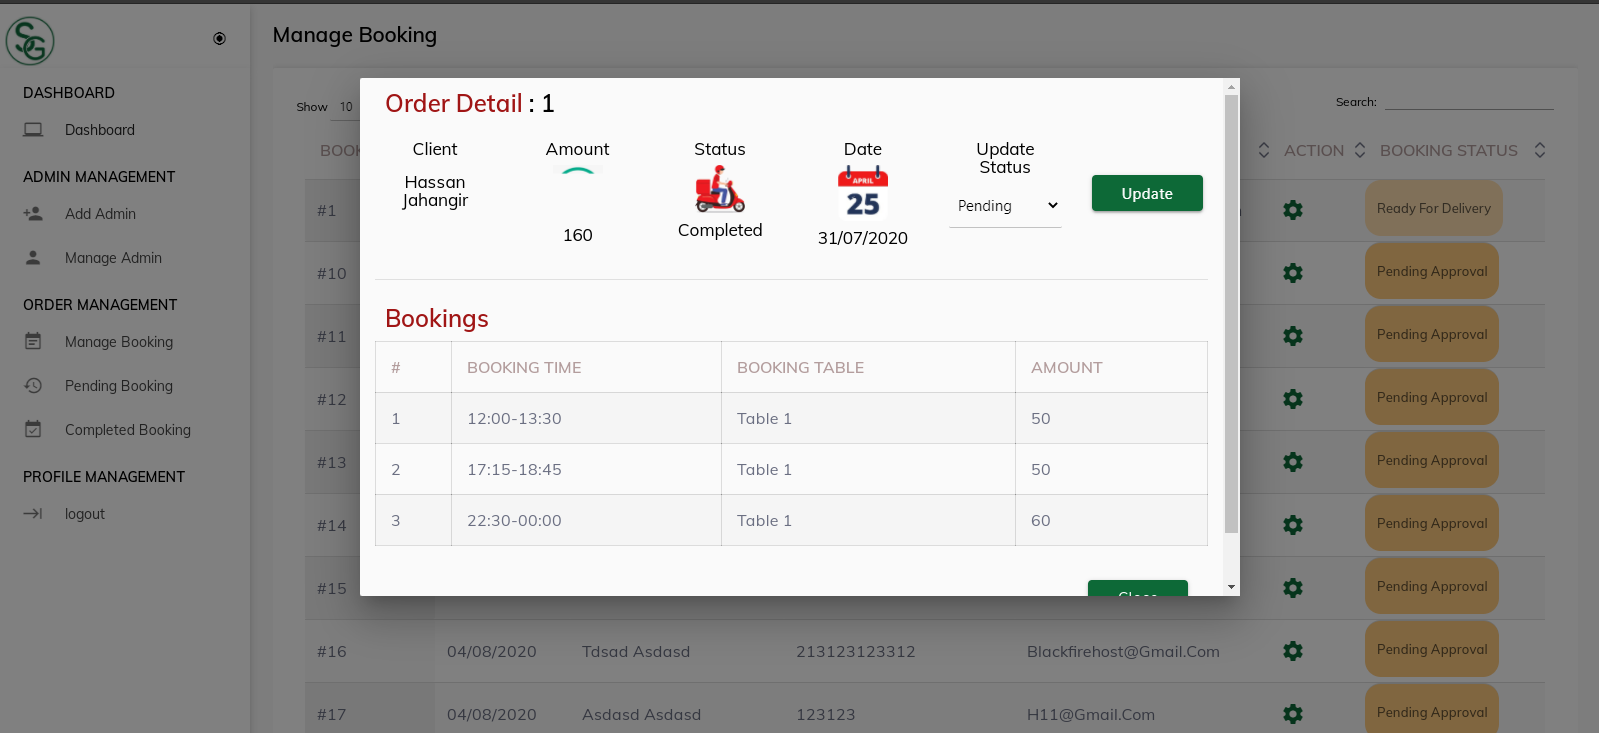 SG
Manage Booking
DASHBOARD
Dashboard
ADMIN MANAGEMENT
Add Admin
Manage Admin
ORDER MANAGEMENT
Manage Booking
Pending Booking
Completed Booking
PROFILE MANAGEMENT
logout
Show 10
Search:
ACTION BOOKING STATUS
Order Detail : 1
Client Amount Status Date Update
Status
Hassan
Jahangir
160
Completed
APRIL
25
31/07/2020
Pending
Update
Bookings
# BOOKING TIME BOOKING TABLE AMOUNT
1 12:00-13:30 Table 1 50
2 17:15-18:45 Table 1 50
3 22:30-00:00 Table 1 60
#1 Ready For Delivery
#10 Pending Approval
#11 Pending Approval
#12 Pending Approval
#13 Pending Approval
#14 Pending Approval
#15 Pending Approval
#16 04/08/2020 Tdsad Asdasd 213123123312 Blackfirehost@Gmail.Com Pending Approval
#17 04/08/2020 Asdasd Asdasd 123123 H11@Gmail.Com Pending Approval